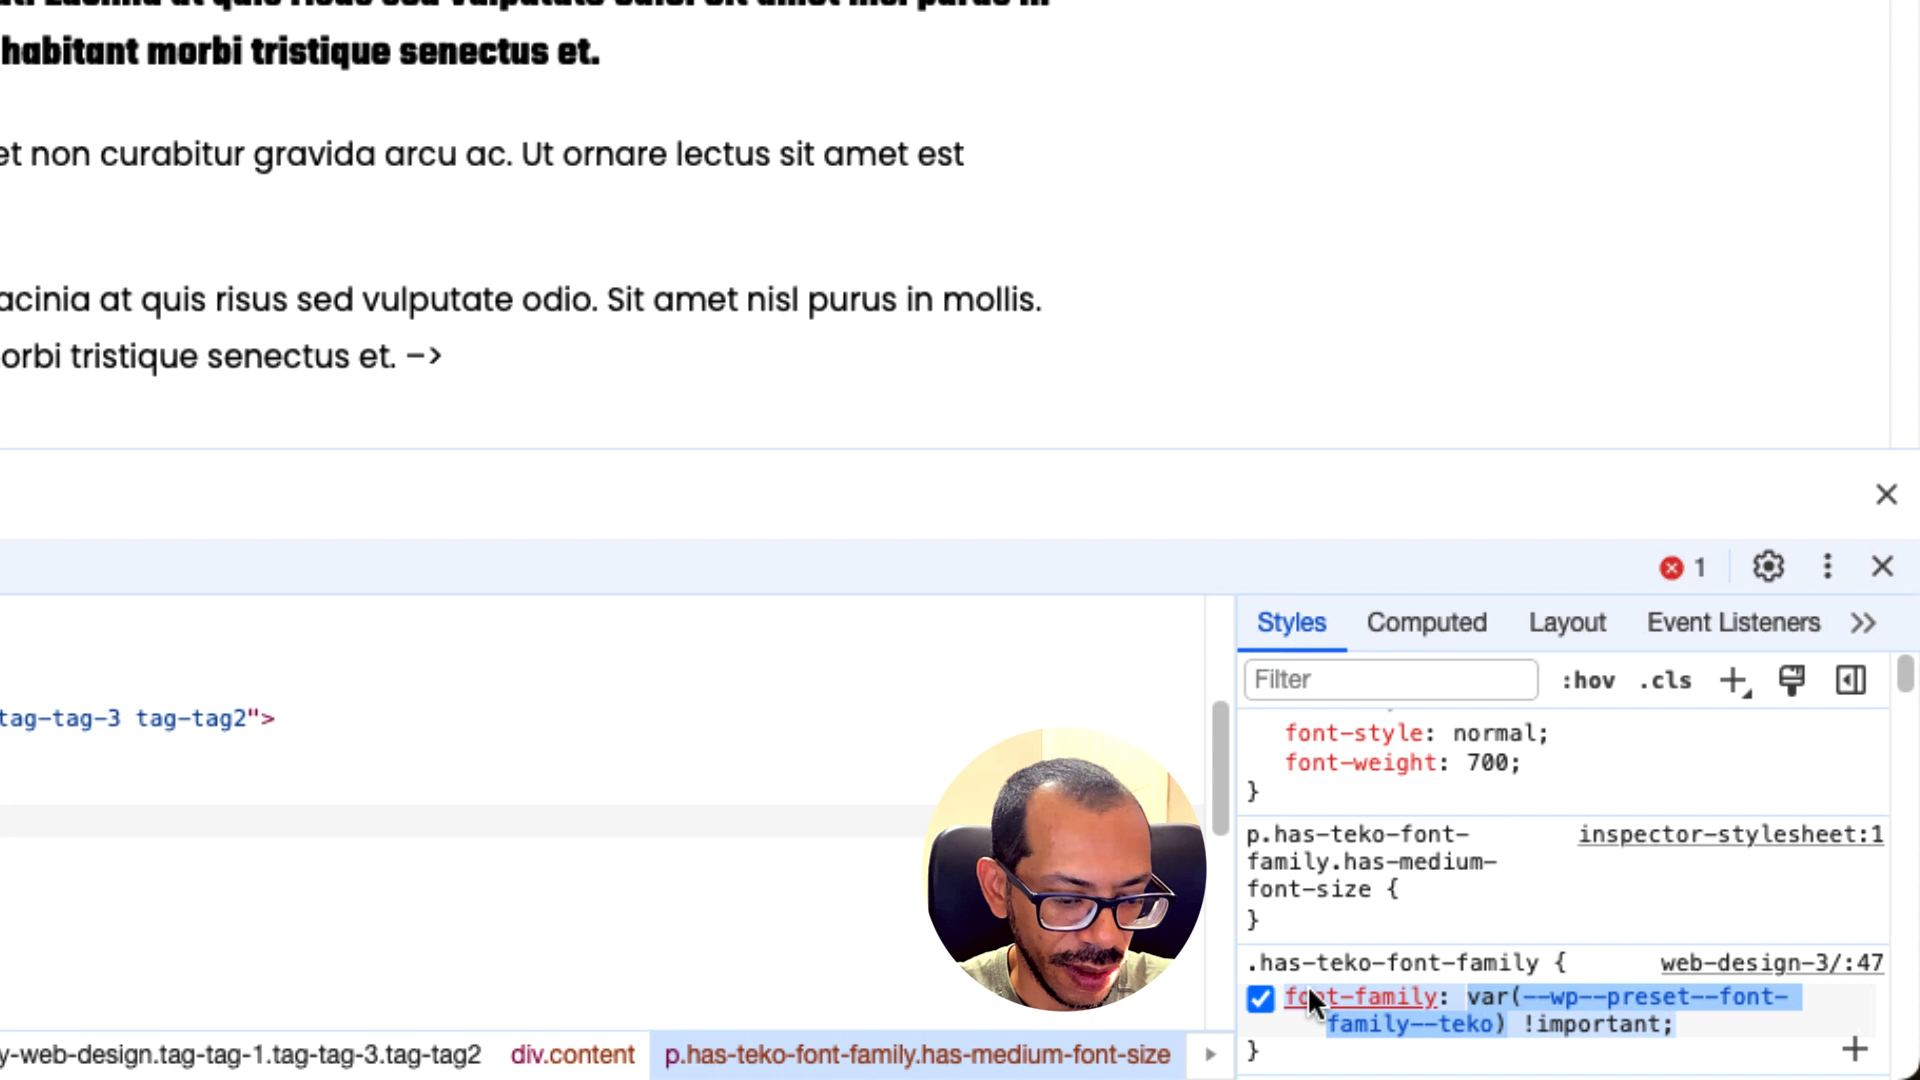 habitant morbi tristique senectus et.
et non curabitur gravida arcu ac. Ut ornare lectus sit amet est
acinia at quis risus sed vulputate odio. Sit amet nisl purus in mollis.
orbi tristique senectus et. –>
1
Styles Computed Layout Event Listeners
Filter :hov .cls
tag-tag-3 tag-tag2">
font-style: normal;
font-weight: 700;
}
p.has-teko-font- inspector-stylesheet:1
family.has-medium-
font-size {
}
.has-teko-font-family { web-design-3/:47
font-family: var(--wp--preset--font-
family--teko) !important;
}
y-web-design.tag-tag-1.tag-tag-3.tag-tag2 div.content p.has-teko-font-family.has-medium-font-size